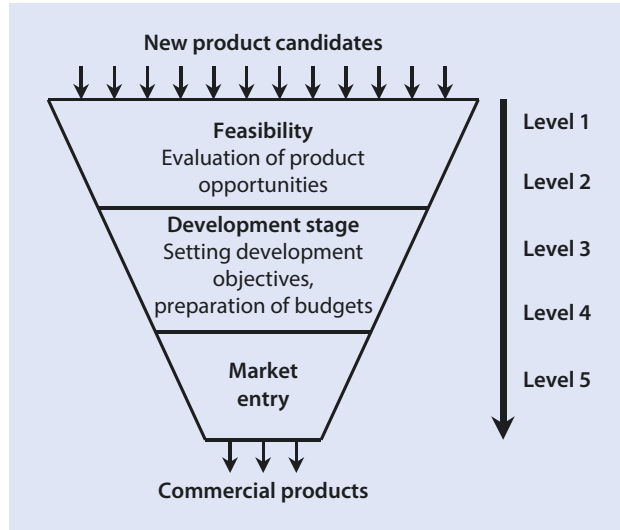 New product candidates
Feasibility
Evaluation of product
opportunities
Development stage
Setting development
objectives,
preparation of budgets
Market
entry
Commercial products
Level 1
Level 2
Level 3
Level 4
Level 5